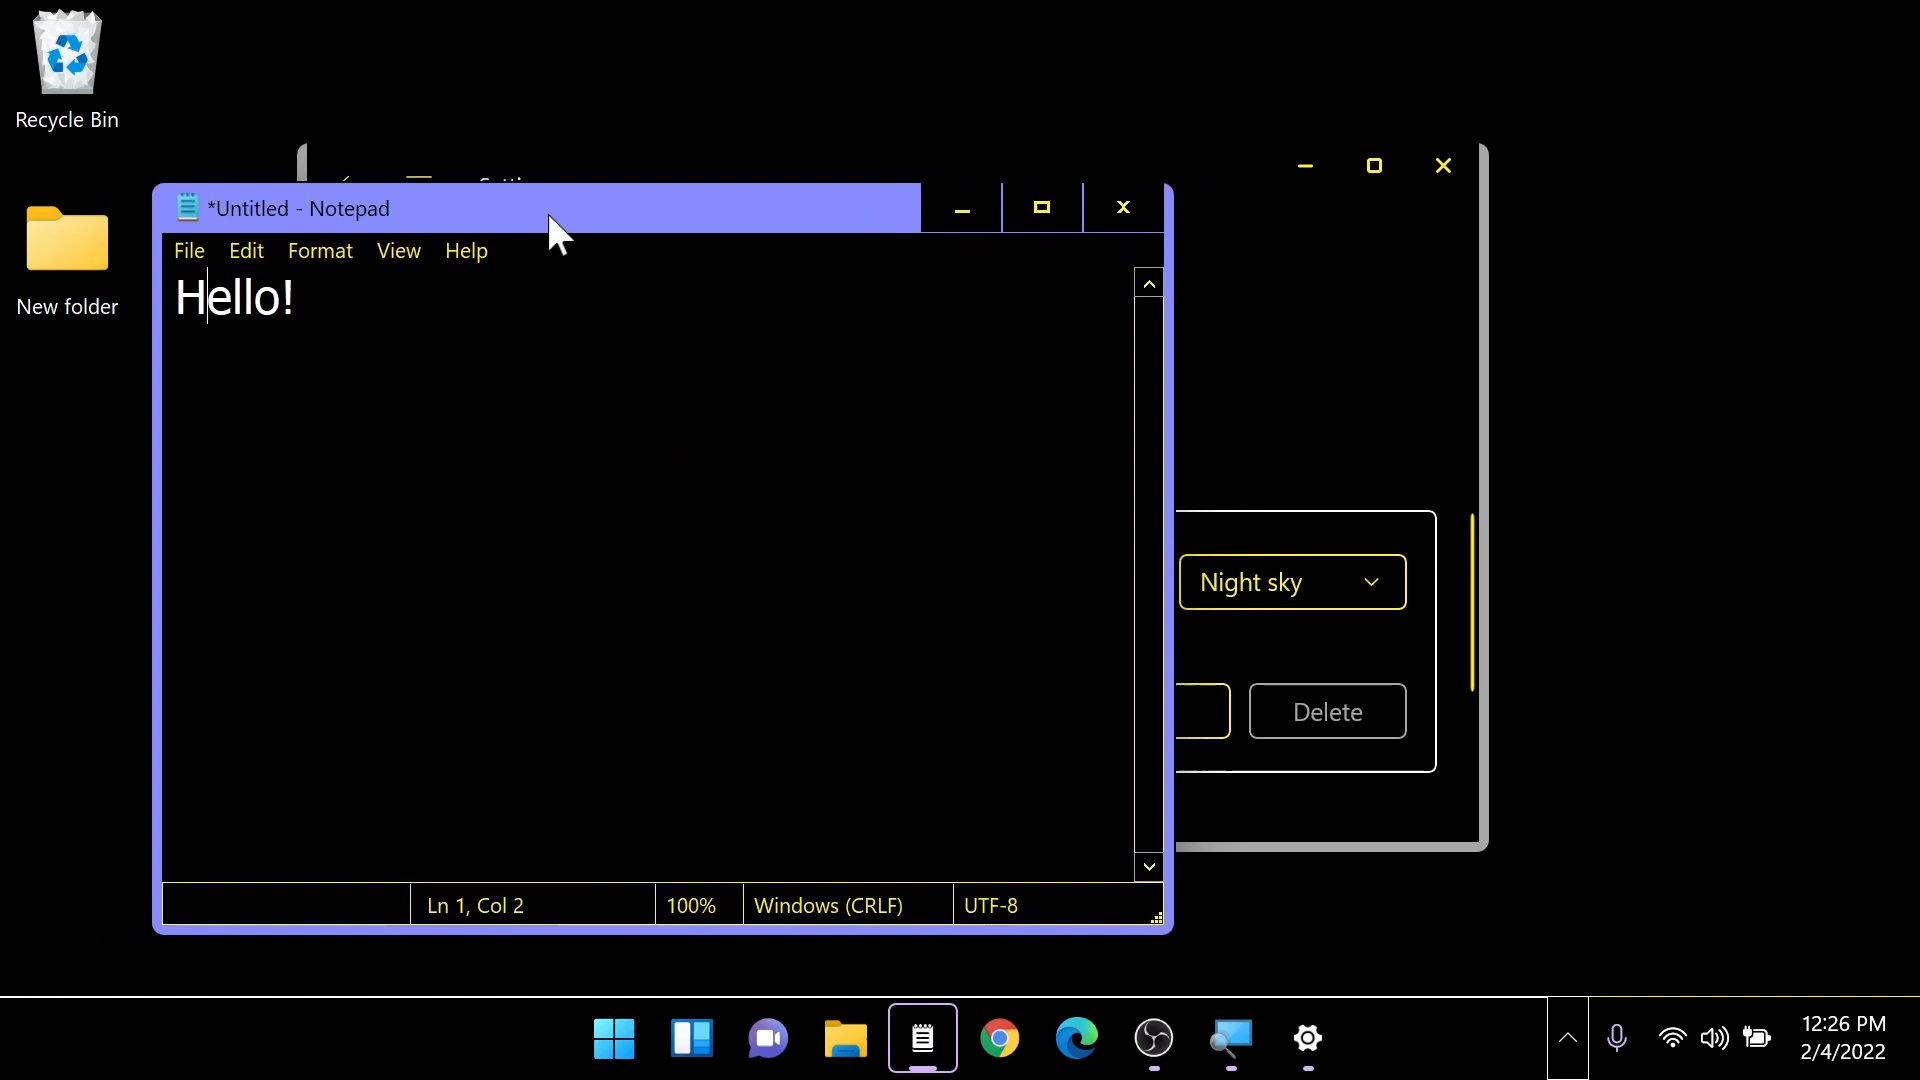 Recycle Bin
New folder
*Untitled - Notepad
File Edit Format View Help
Hello!
Ln 1, Col 2 100% Windows (CRLF) UTF-8
Night sky
Delete
12:26 PM
2/4/2022